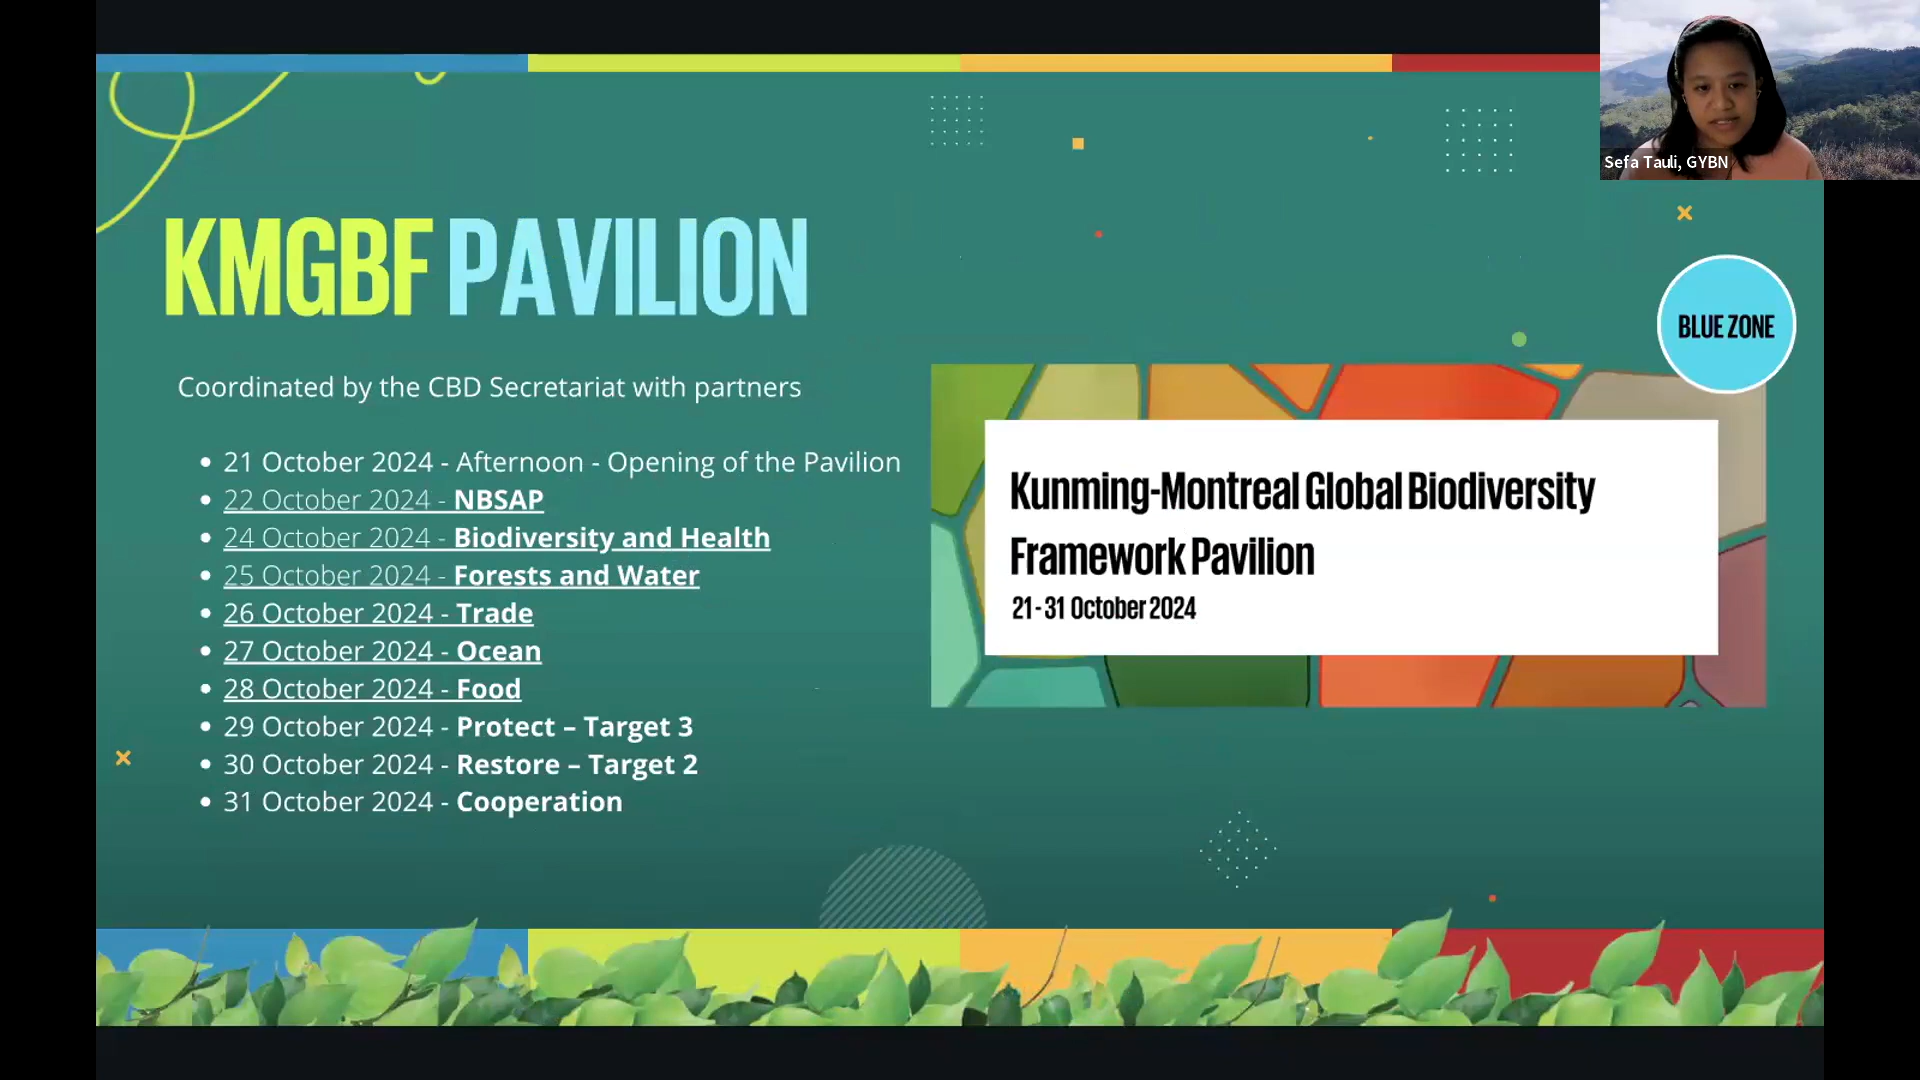 Sefa Tauli, GYBN
KMGBF PAVILION
BLUE ZONE
Coordinated by the CBD Secretariat with partners
21 October 2024 - Afternoon - Opening of the Pavilion
22 October 2024 - NBSAP
24 October 2024 - Biodiversity and Health
25 October 2024 - Forests and Water
26 October 2024 - Trade
27 October 2024 - Ocean
28 October 2024 - Food
29 October 2024 - Protect – Target 3
30 October 2024 - Restore – Target 2
31 October 2024 - Cooperation
Kunming-Montreal Global Biodiversity
Framework Pavilion
21 - 31 October 2024